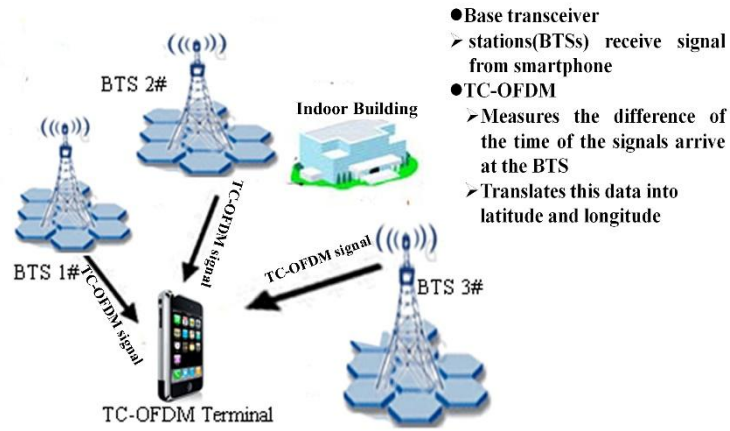 BTS 2#
Indoor Building
BTS 1#
TC-OFDM signal
TC-OFDM signal
TC-OFDM signal
BTS 3#
TC-OFDM Terminal
●Base transceiver
➢ stations(BTSs) receive signal
from smartphone
●TC-OFDM
➢Measures the difference of
the time of the signals arrive
at the BTS
➢Translates this data into
latitude and longitude